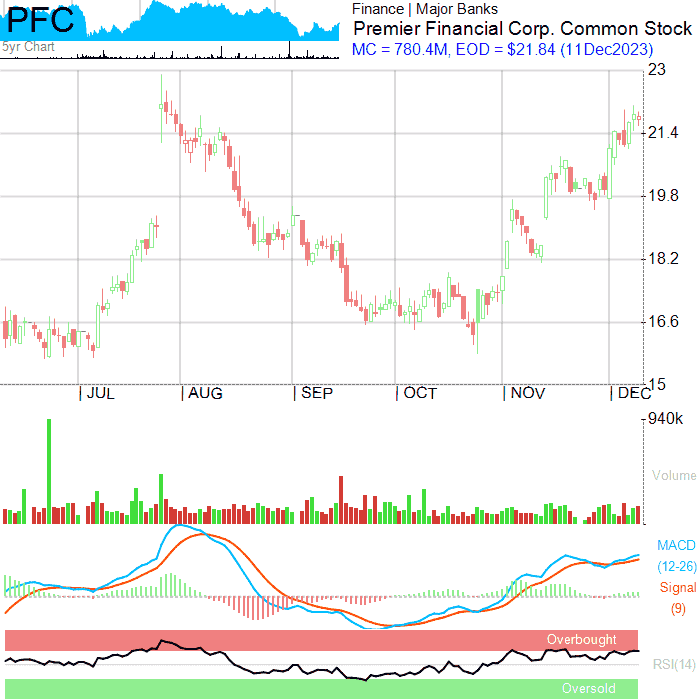 PFC
5yr Chart
Finance | Major Banks
Premier Financial Corp. Common Stock
MC = 780.4M, EOD = $21.84 (11Dec2023)
23
21.4
19.8
18.2
16.6
15
| JUL | AUG | SEP | OCT | NOV | DEC
940k
Volume
MACD
(12-26)
Signal
(9)
Overbought
RSI(14)
Oversold